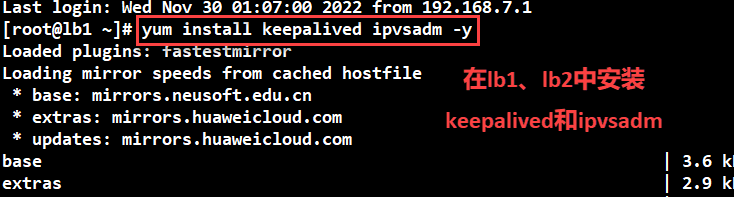 Last login: Wed Nov 30 01:07:00 2022 from 192.168.7.1
[root@lb1 ~]# yum install keepalived ipvsadm -y
Loaded plugins: fastestmirror
Loading mirror speeds from cached hostfile
在lb1、lb2中安装
 * base: mirrors.neusoft.edu.cn
 * extras: mirrors.huaweicloud.com
keepalived和ipvsadm
 * updates: mirrors.huaweicloud.com
base | 3.6 k
extras | 2.9 k